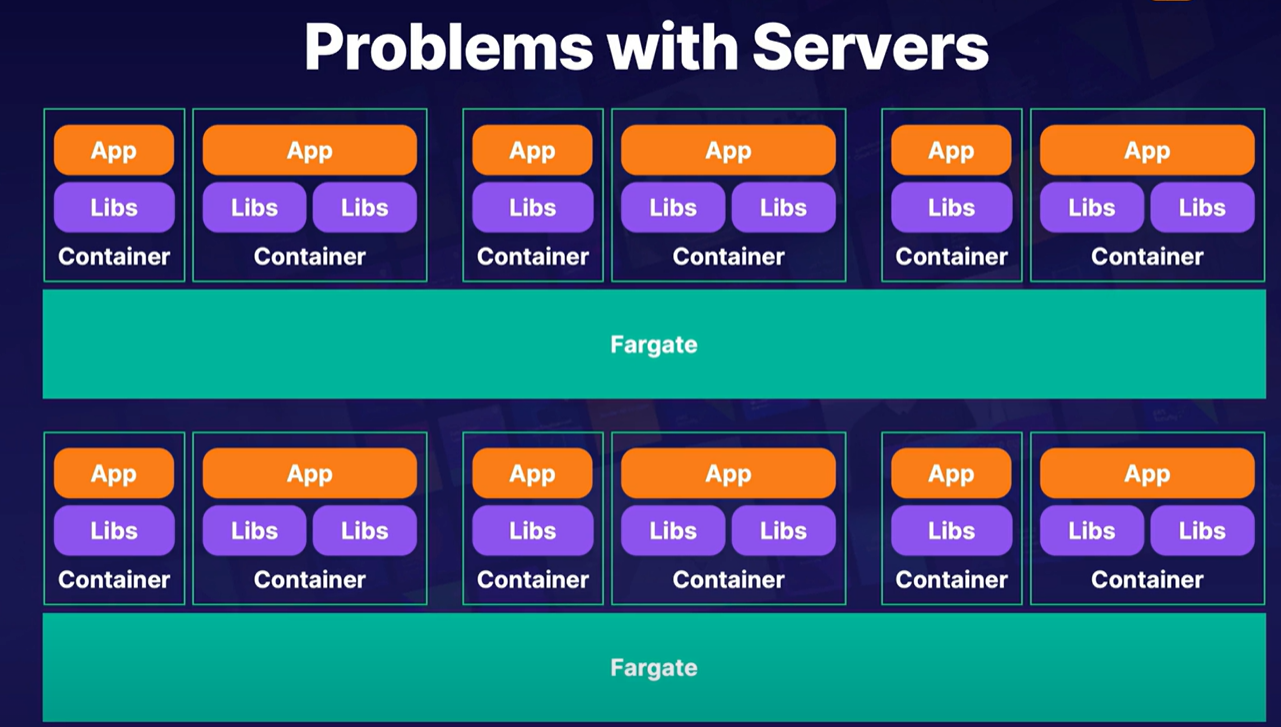 Problems with Servers
App App App App App App
Libs Libs Libs Libs Libs Libs Libs Libs Libs
Container Container Container Container Container Container
Fargate
App App App App App App
Libs Libs Libs Libs Libs Libs Libs Libs Libs
Container Container Container Container Container Container
Fargate